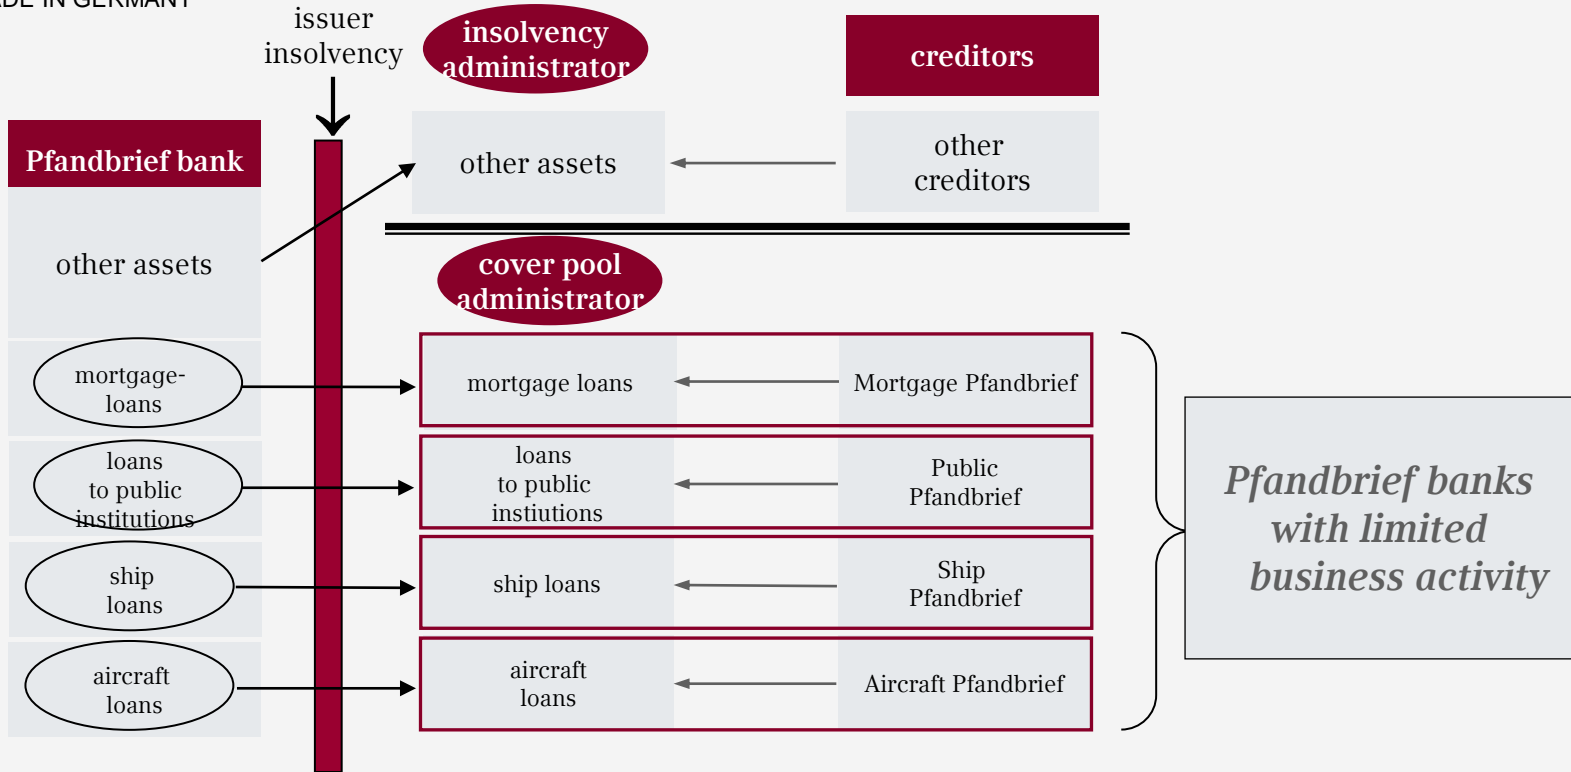 issuer
insolvency
insolvency
administrator
creditors
Pfandbrief bank
other assets
other
creditors
other assets
cover pool
administrator
mortgage-
loans
mortgage loans
Mortgage Pfandbrief
loans
to public
institutions
loans
to public
instiutions
Public
Pfandbrief
ship
loans
ship loans
Ship
Pfandbrief
aircraft
loans
aircraft
loans
Aircraft Pfandbrief
Pfandbrief banks
with limited
business activity